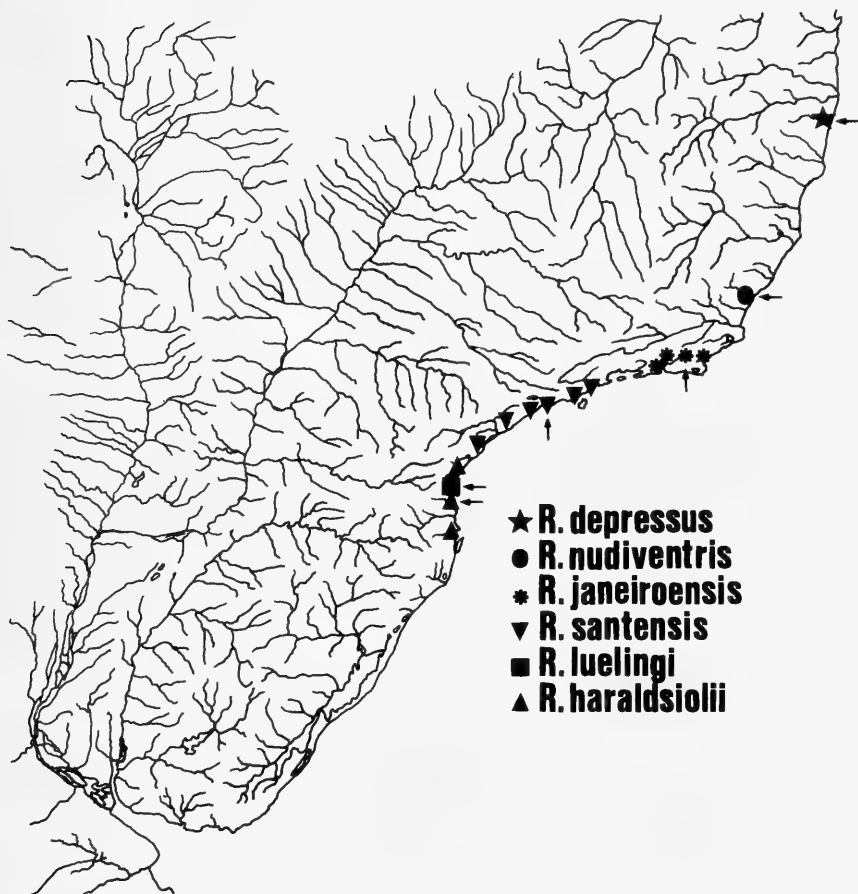 R. depressus
R. nudiventris
R. janeiroensis
R. santensis
R. luelingi
R. haraldsiolii